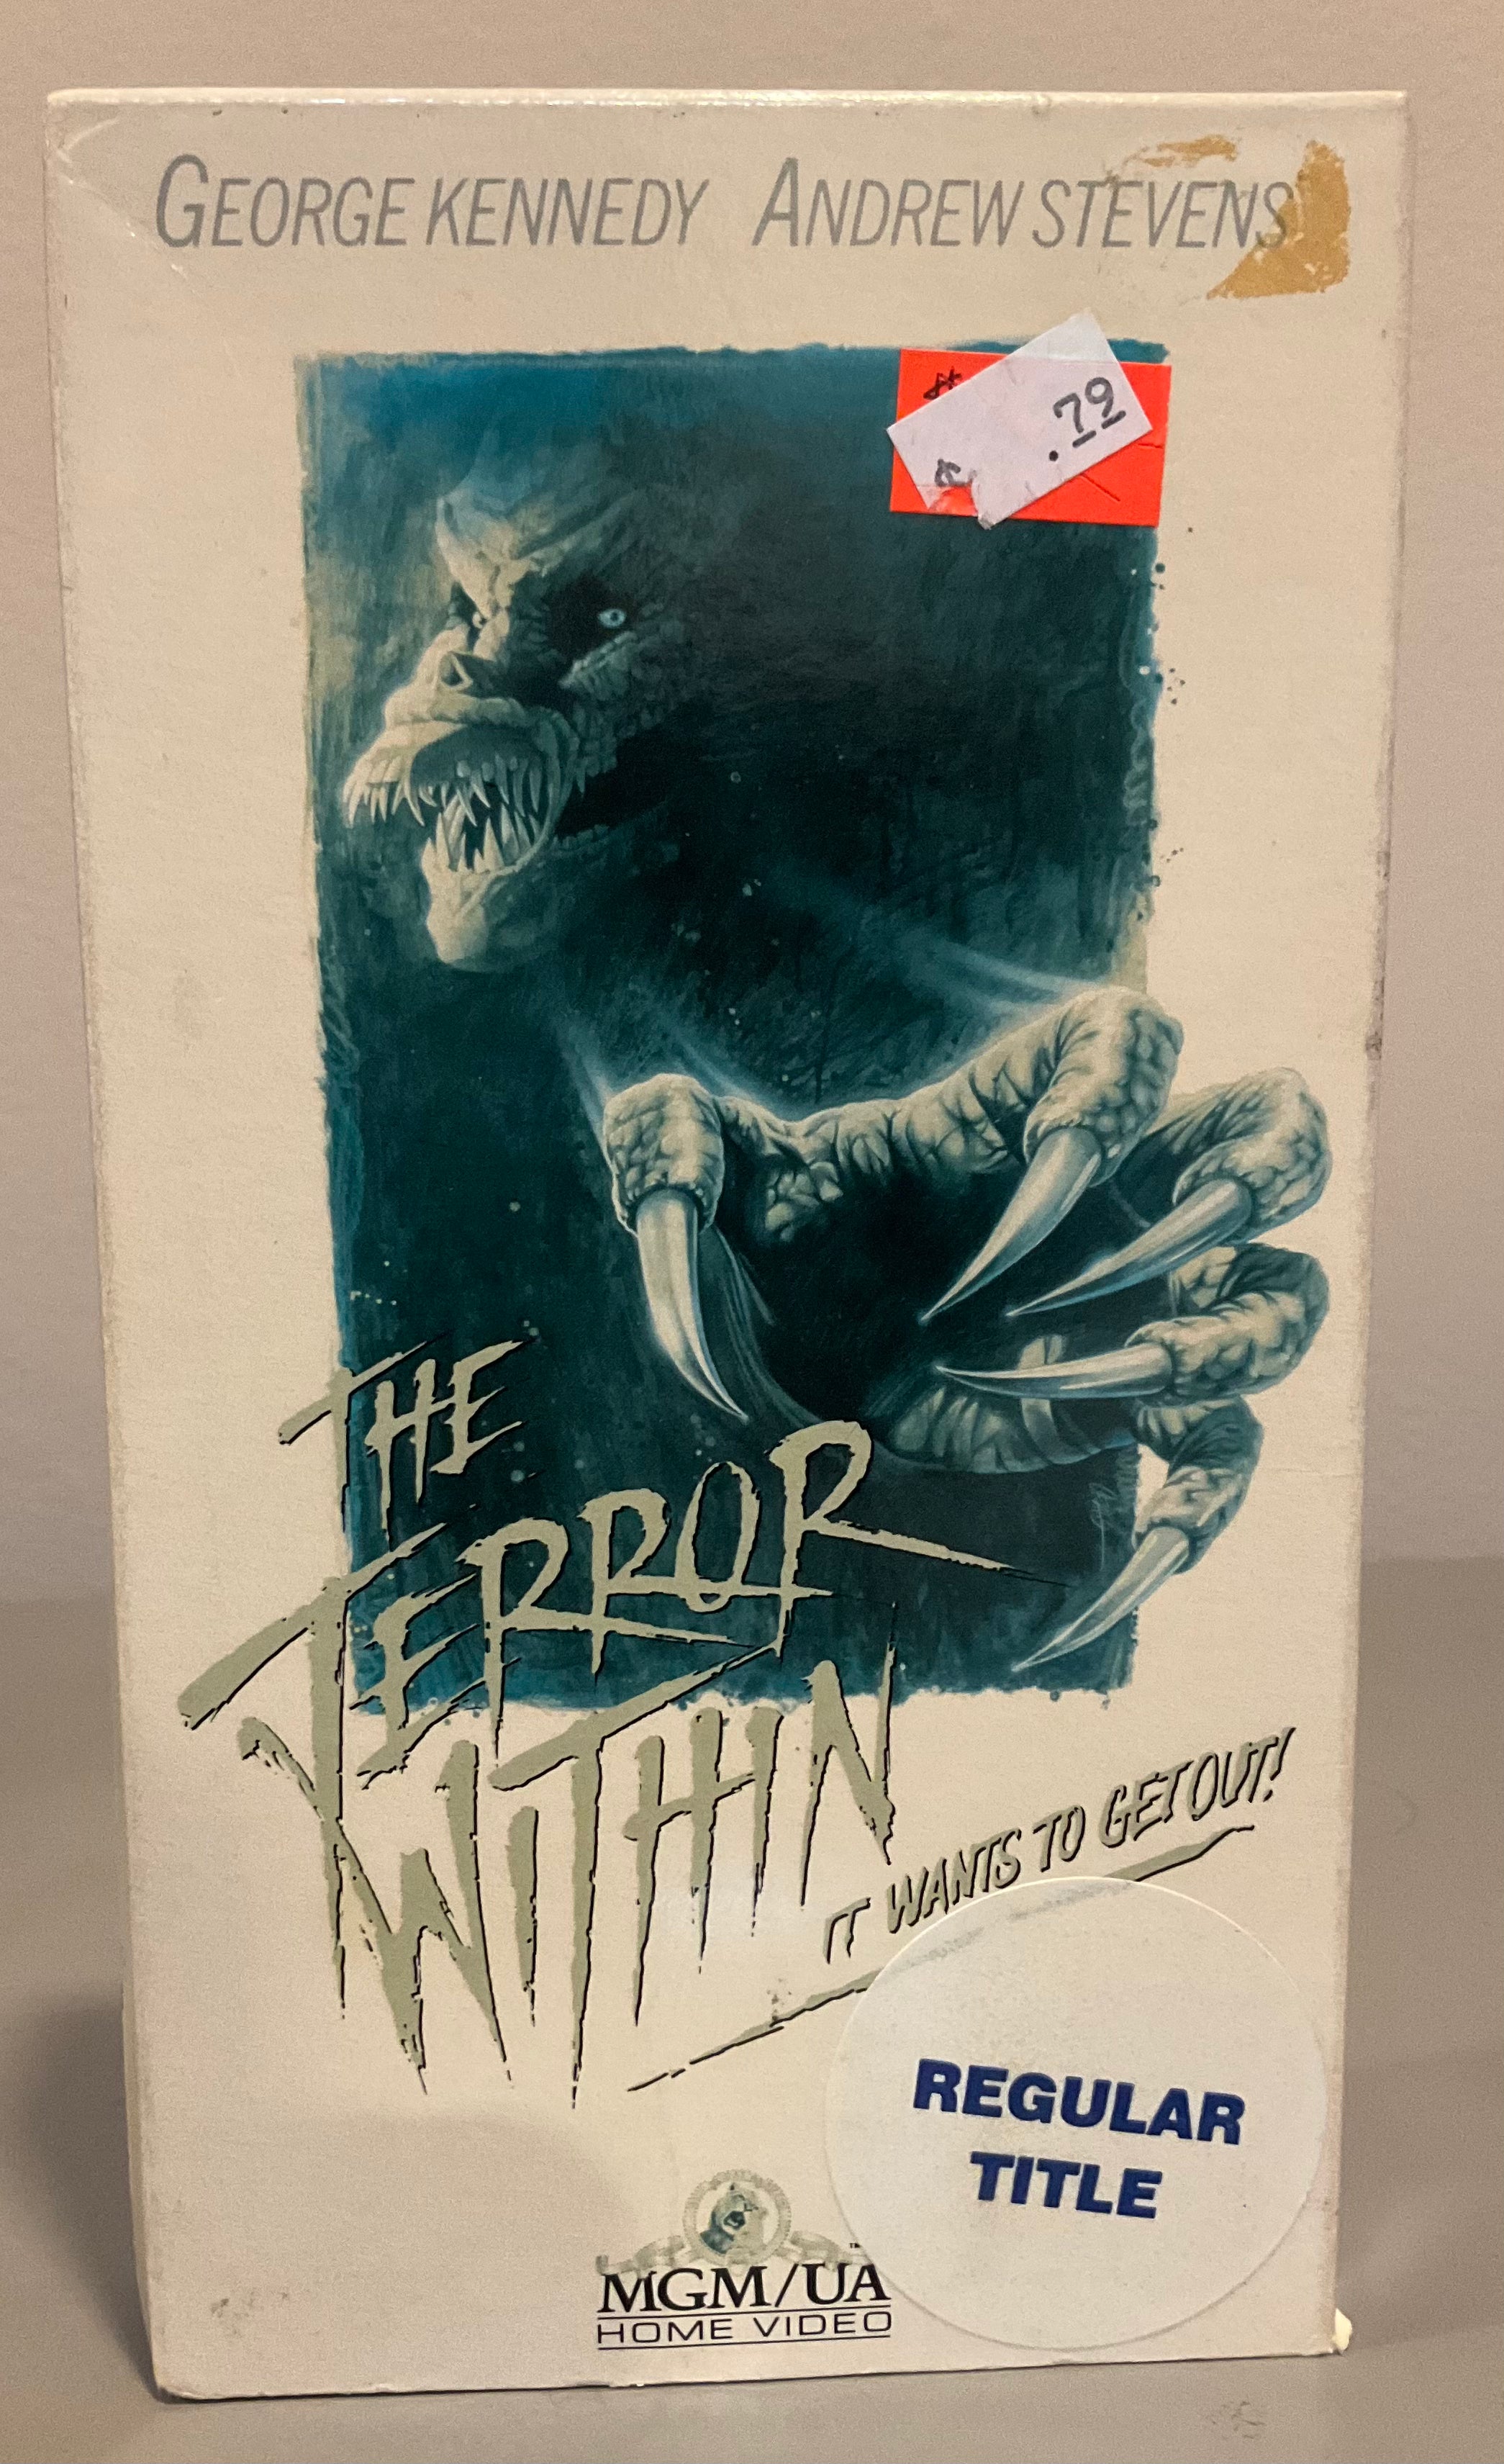 GEORGE KENNEDY ANDREW STEVENS
.79
THE
TERROR
WITHIN
IT WANTS TO GET OUT!
REGULAR
TITLE
MGM/UA
HOME VIDEO